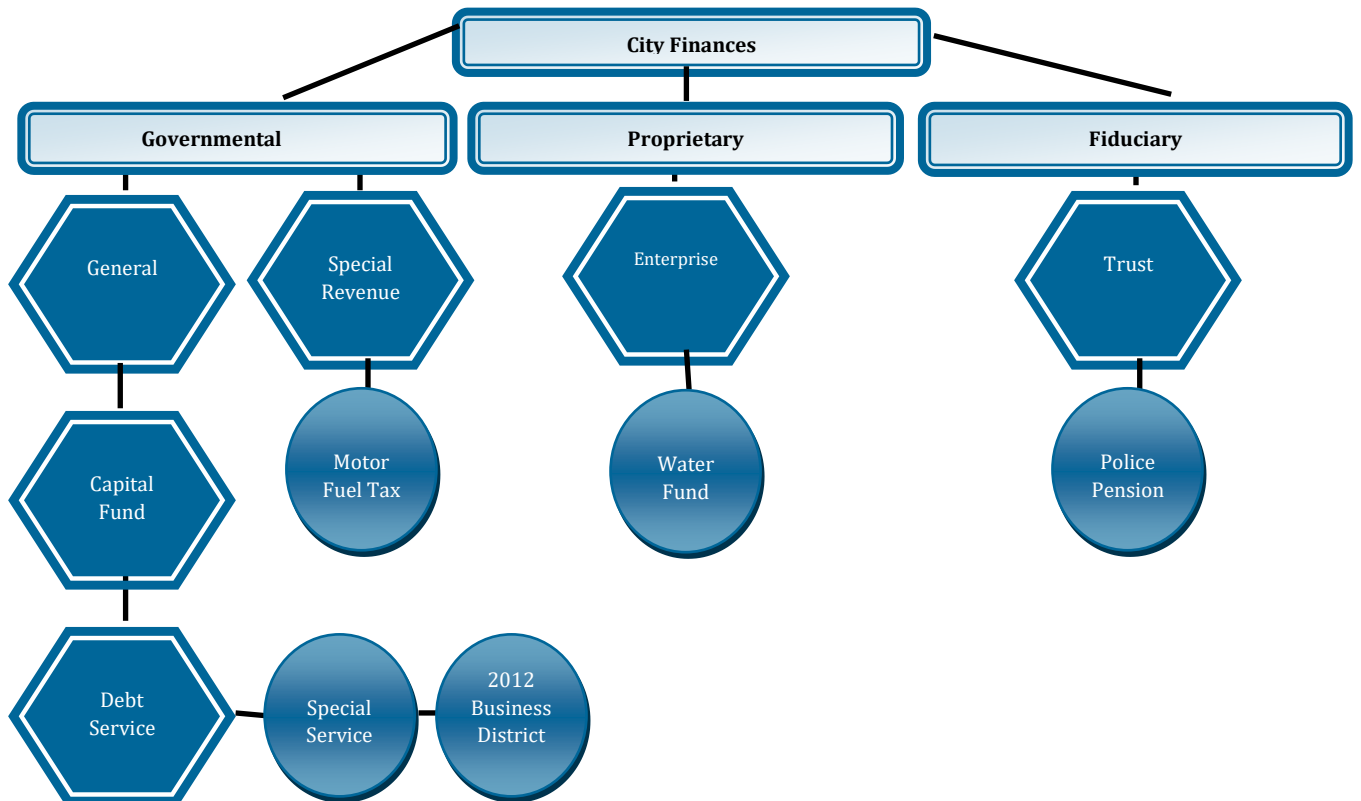 City Finances
Governmental
Proprietary
Fiduciary
General
Special
Revenue
Enterprise
Trust
Capital
Fund
Motor
Fuel Tax
Water
Fund
Police
Pension
Debt
Service
Special
Service
2012
Business
District